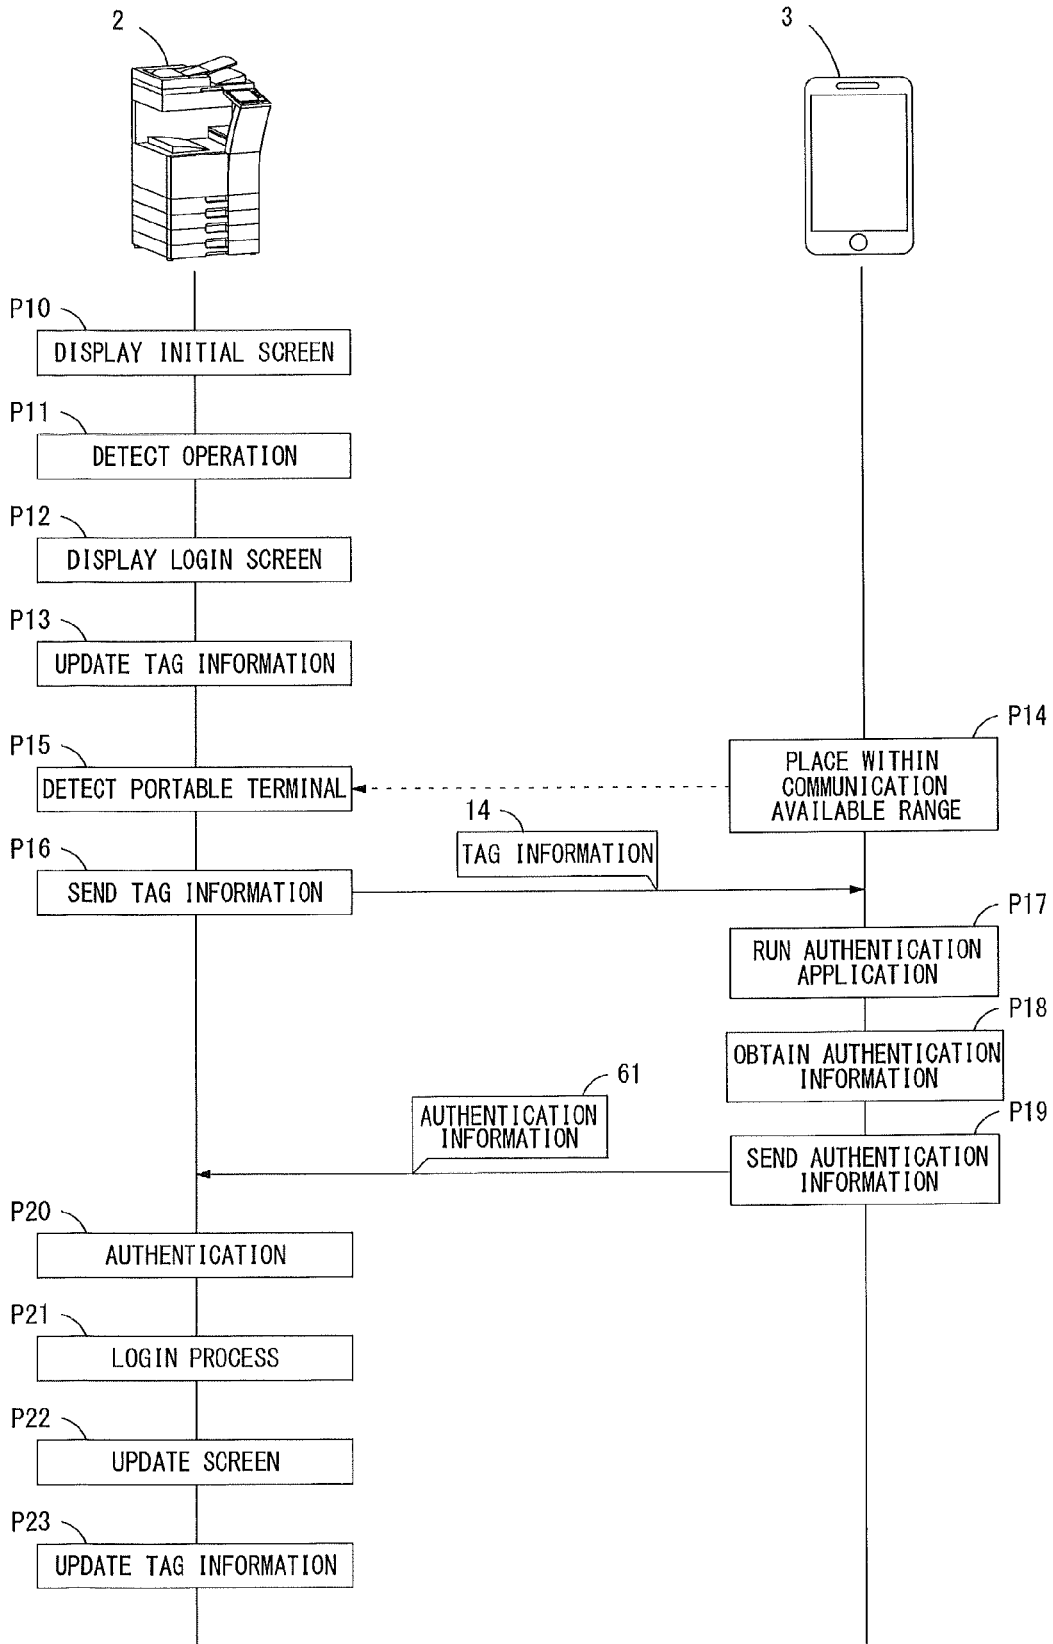 2
3
P10
DISPLAY INITIAL SCREEN
P11
DETECT OPERATION
P12
DISPLAY LOGIN SCREEN
P13
UPDATE TAG INFORMATION
P14
PLACE WITHIN
COMMUNICATION
AVAILABLE RANGE
P15
DETECT PORTABLE TERMINAL
14
TAG INFORMATION
P16
SEND TAG INFORMATION
P17
RUN AUTHENTICATION
APPLICATION
P18
OBTAIN AUTHENTICATION
INFORMATION
61
AUTHENTICATION
INFORMATION
P19
SEND AUTHENTICATION
INFORMATION
P20
AUTHENTICATION
P21
LOGIN PROCESS
P22
UPDATE SCREEN
P23
UPDATE TAG INFORMATION